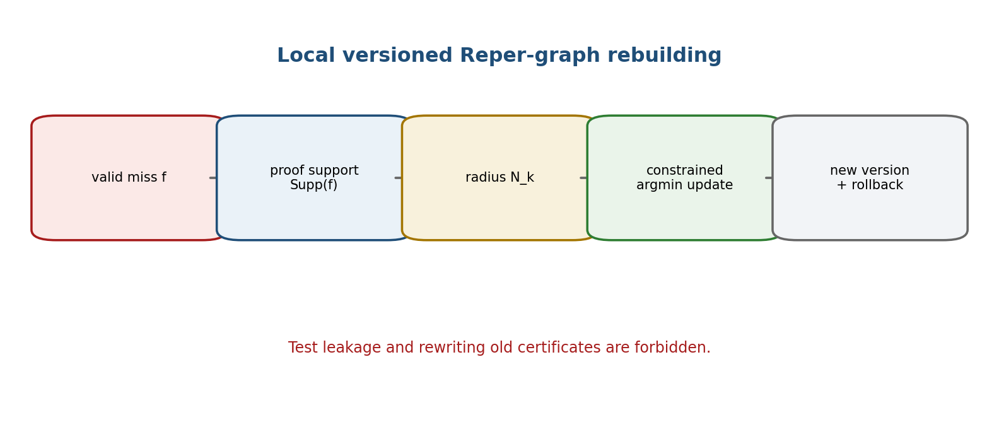 Local versioned Reper-graph rebuilding
valid miss f
proof support
Supp(f)
radius N_k
constrained
argmin update
new version
+ rollback
Test leakage and rewriting old certificates are forbidden.